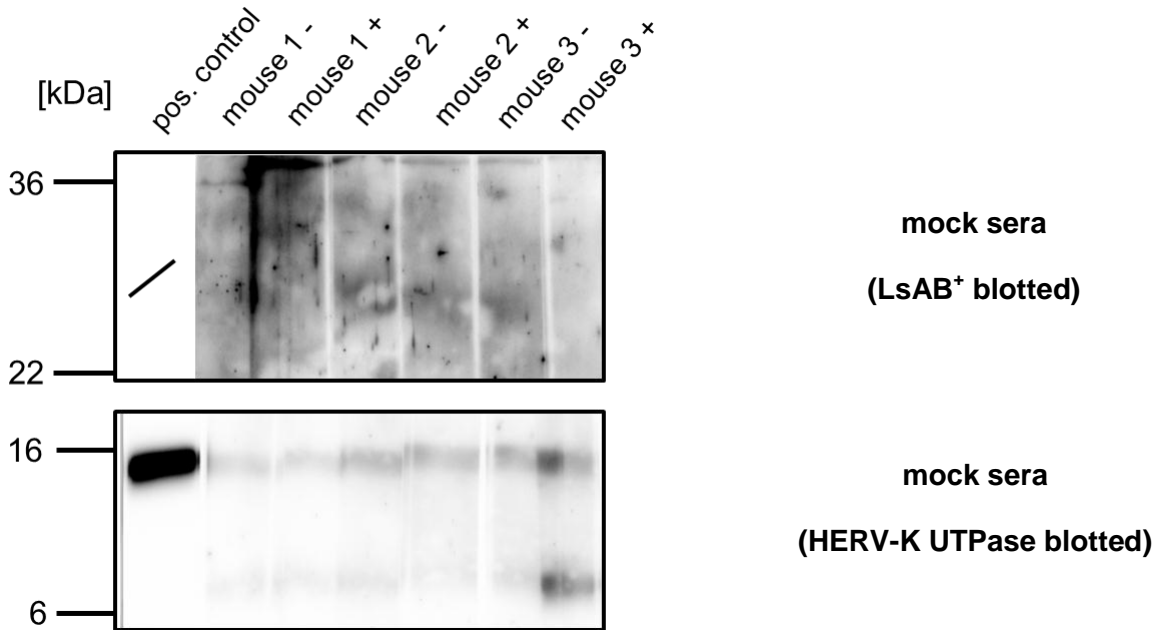 [kDa]
pos. control
mouse 1 -
mouse 1 +
mouse 2 -
mouse 2 +
mouse 3 -
mouse 3 +
36
22
mock sera
(LsAB⁺ blotted)
16
6
mock sera
(HERV-K UTPase blotted)